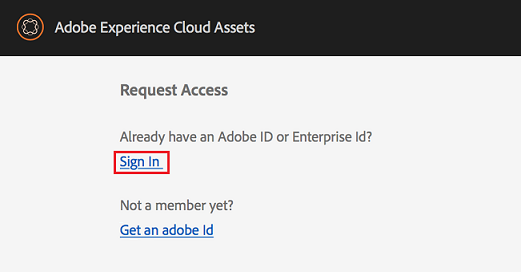 Adobe Experience Cloud Assets
Request Access
Already have an Adobe ID or Enterprise Id?
Sign In
Not a member yet?
Get an adobe Id